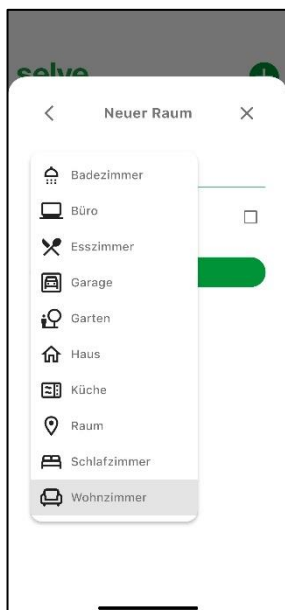 selve
Neuer Raum
Badezimmer
Büro
Esszimmer
Garage
Garten
Haus
Küche
Raum
Schlafzimmer
Wohnzimmer